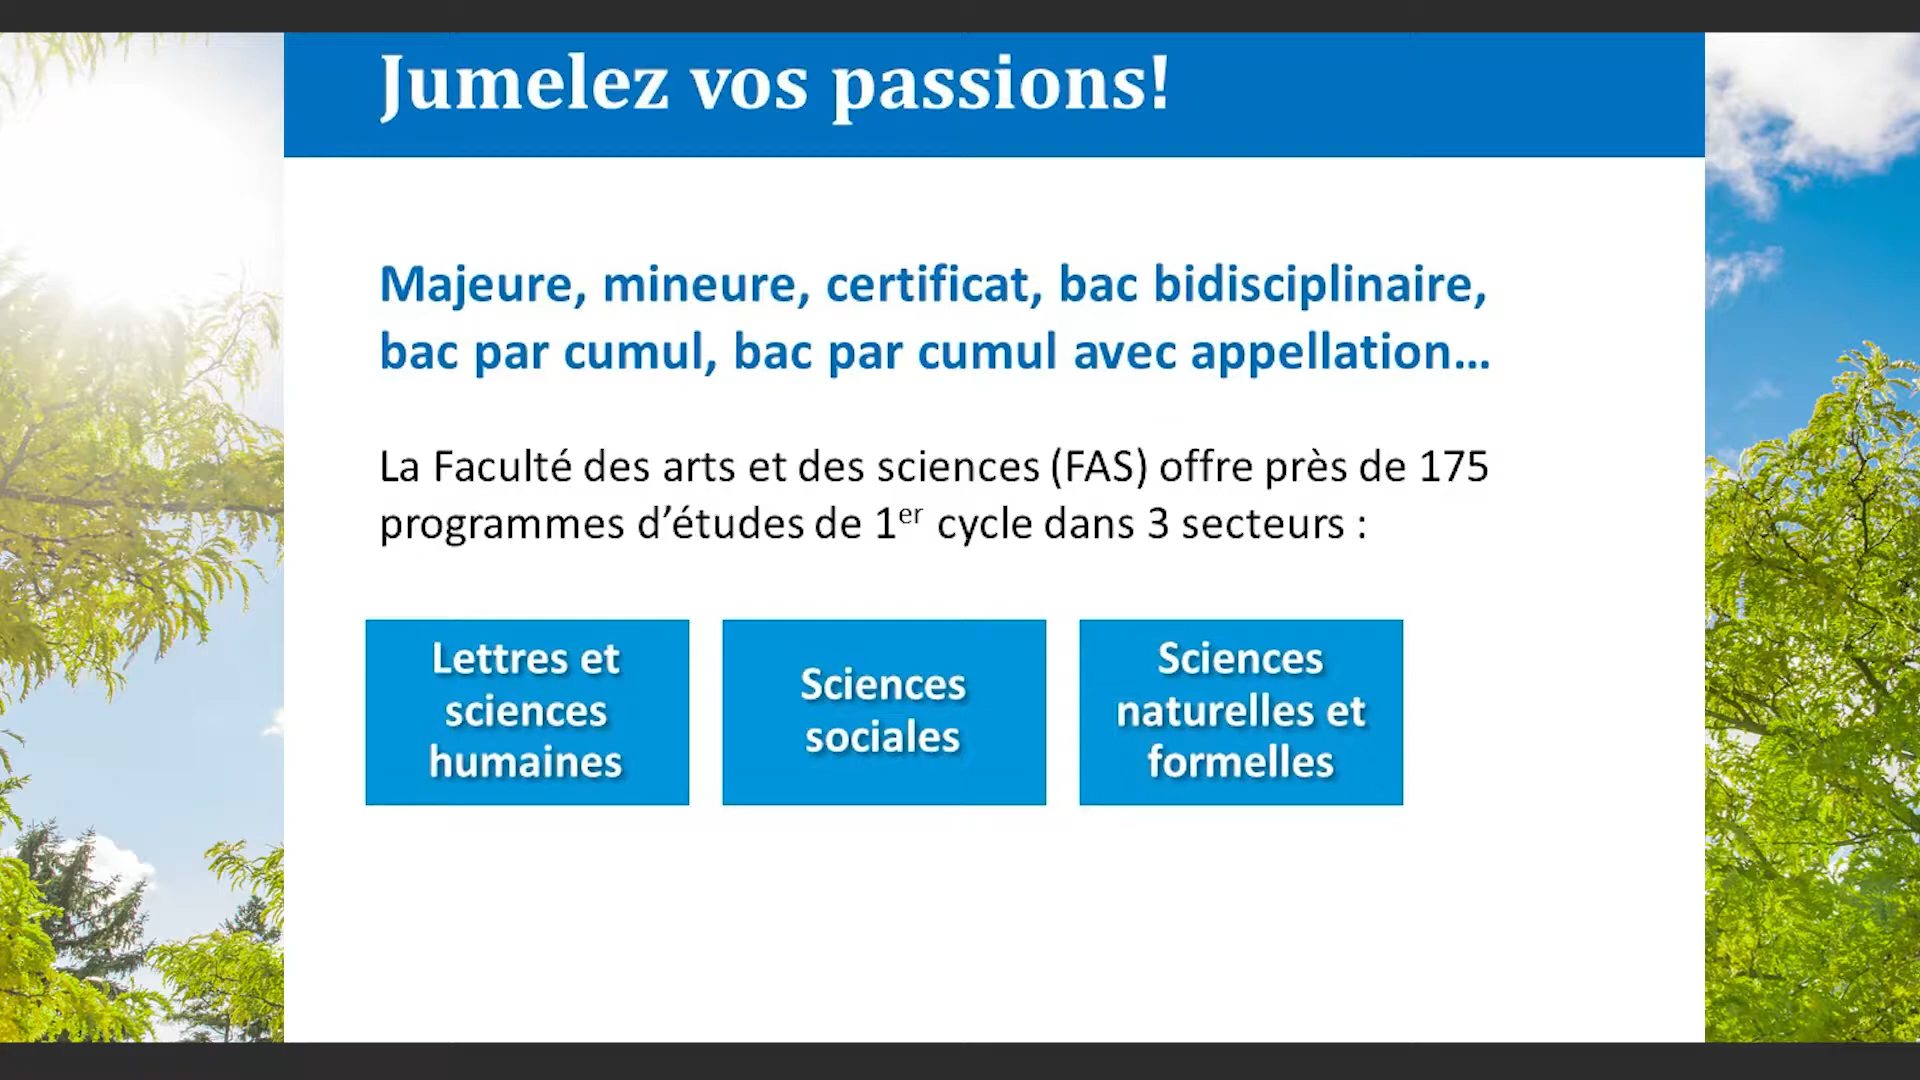 Jumelez vos passions!
Majeure, mineure, certificat, bac bidisciplinaire,
bac par cumul, bac par cumul avec appellation...
La Faculté des arts et des sciences (FAS) offre près de 175
programmes d’études de 1er cycle dans 3 secteurs :
Lettres et
sciences
humaines
Sciences
sociales
Sciences
naturelles et
formelles